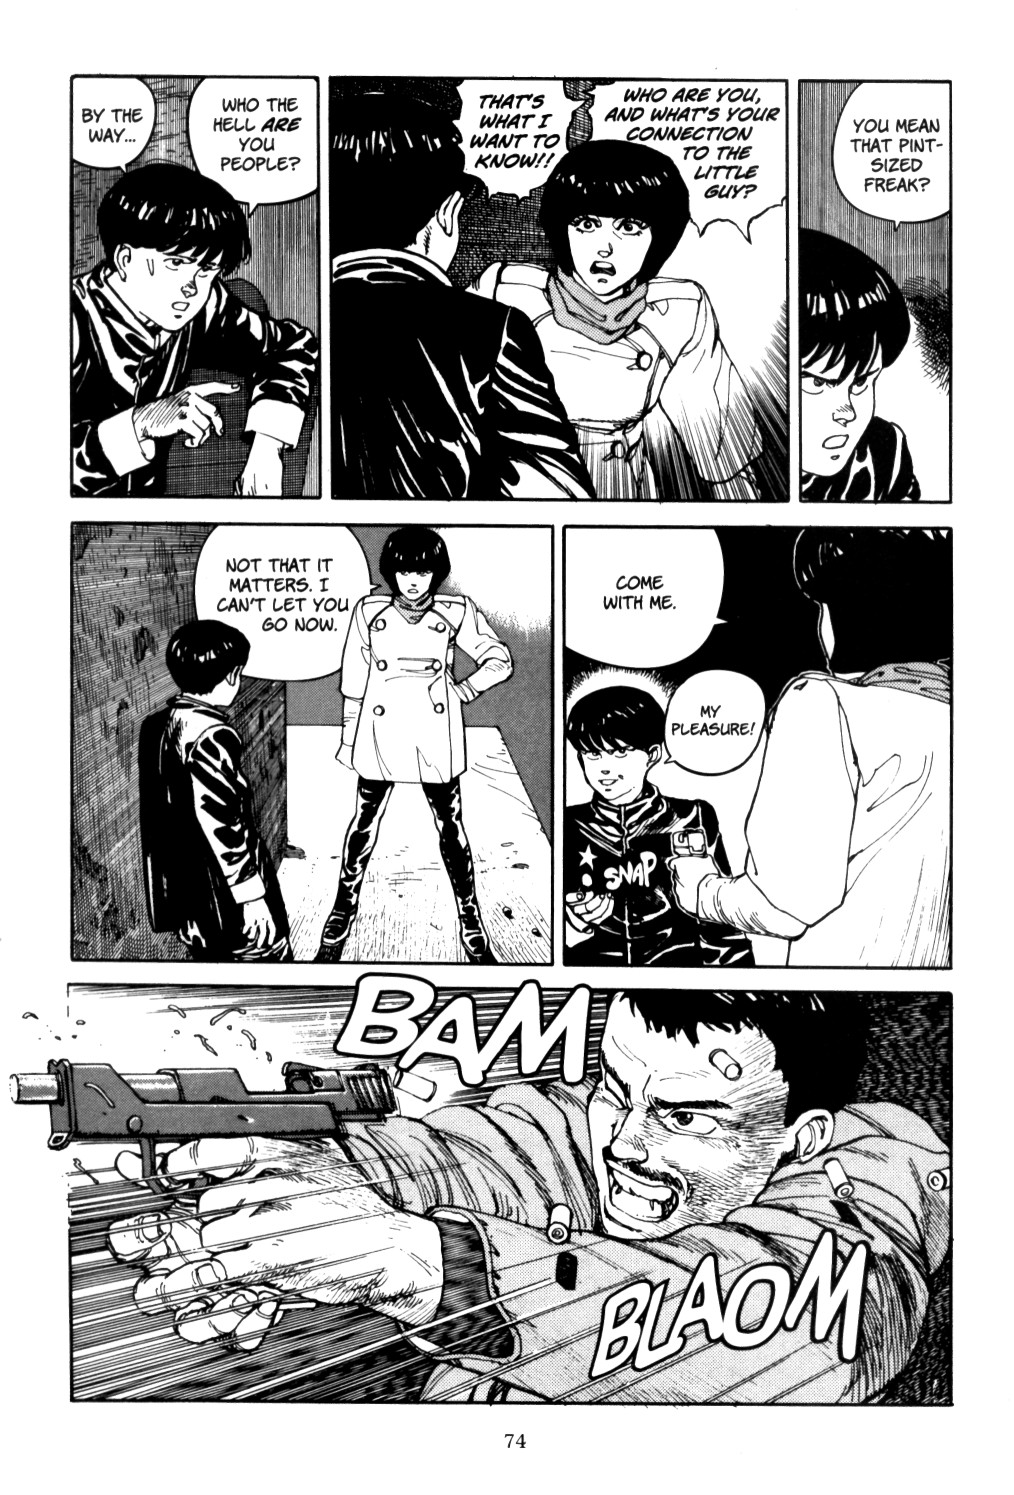 BY THE
WAY...
WHO THE
HELL ARE
YOU
PEOPLE?
THAT'S
WHAT I
WANT TO
KNOW!!
WHO ARE YOU,
AND WHAT'S YOUR
CONNECTION
TO THE
LITTLE
GUY?
YOU MEAN
THAT PINT-
SIZED
FREAK?
NOT THAT IT
MATTERS. I
CAN'T LET YOU
GO NOW.
COME
WITH ME.
MY
PLEASURE!
SNAP
BAM
BLAOM
74